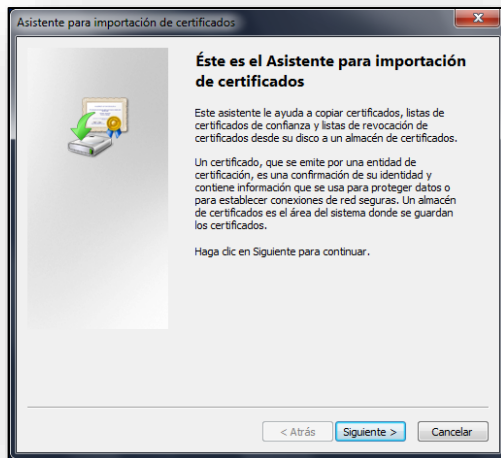 Asistente para importación de certificados
Éste es el Asistente para importación
de certificados
Este asistente le ayuda a copiar certificados, listas de
certificados de confianza y listas de revocación de
certificados desde su disco a un almacén de certificados.
Un certificado, que se emite por una entidad de
certificación, es una confirmación de su identidad y
contiene información que se usa para proteger datos o
para establecer conexiones de red seguras. Un almacén
de certificados es el área del sistema donde se guardan
los certificados.
Haga clic en Siguiente para continuar.
< Atrás Siguiente > Cancelar